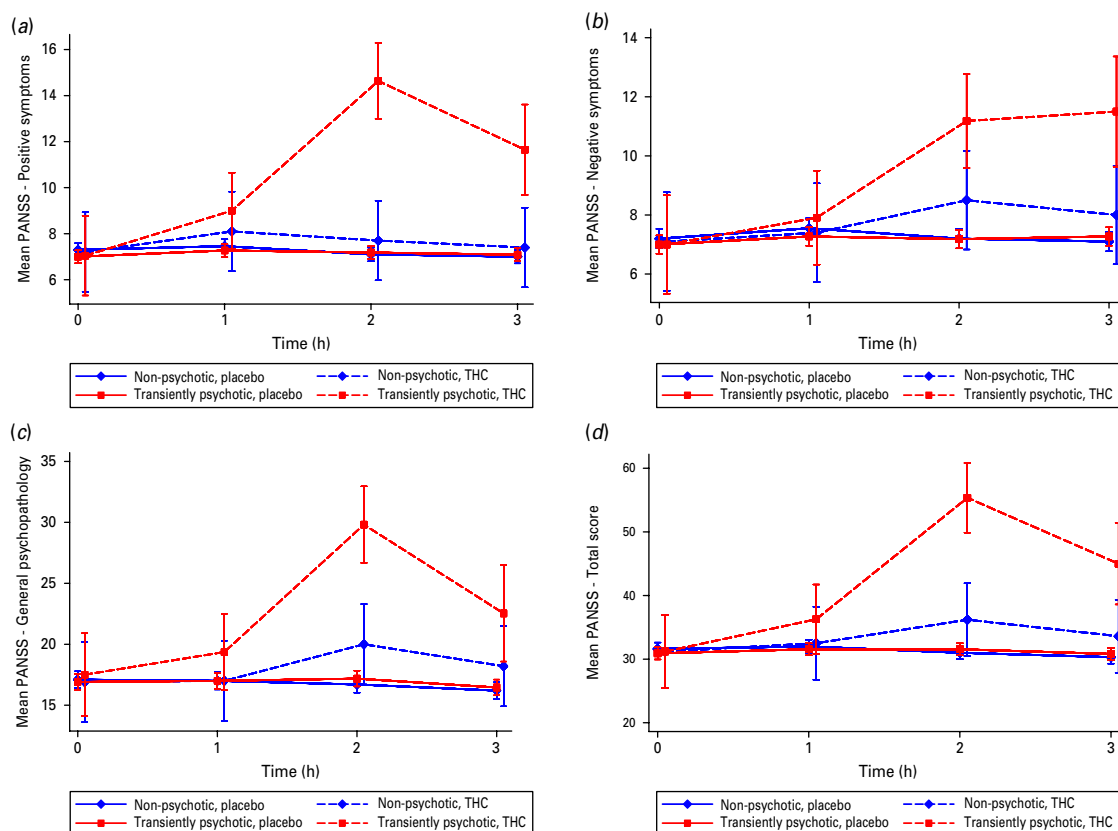 (a)
Mean PANSS - Positive symptoms
16
14
12
10
8
6
0 1 2 3
Time (h)
Non-psychotic, placebo Non-psychotic, THC
Transiently psychotic, placebo Transiently psychotic, THC
(b)
Mean PANSS - Negative symptoms
14
12
10
8
6
0 1 2 3
Time (h)
Non-psychotic, placebo Non-psychotic, THC
Transiently psychotic, placebo Transiently psychotic, THC
(c)
Mean PANSS - General psychopathology
35
30
25
20
15
0 1 2 3
Time (h)
Non-psychotic, placebo Non-psychotic, THC
Transiently psychotic, placebo Transiently psychotic, THC
(d)
Mean PANSS - Total score
60
50
40
30
20
0 1 2 3
Time (h)
Non-psychotic, placebo Non-psychotic, THC
Transiently psychotic, placebo Transiently psychotic, THC